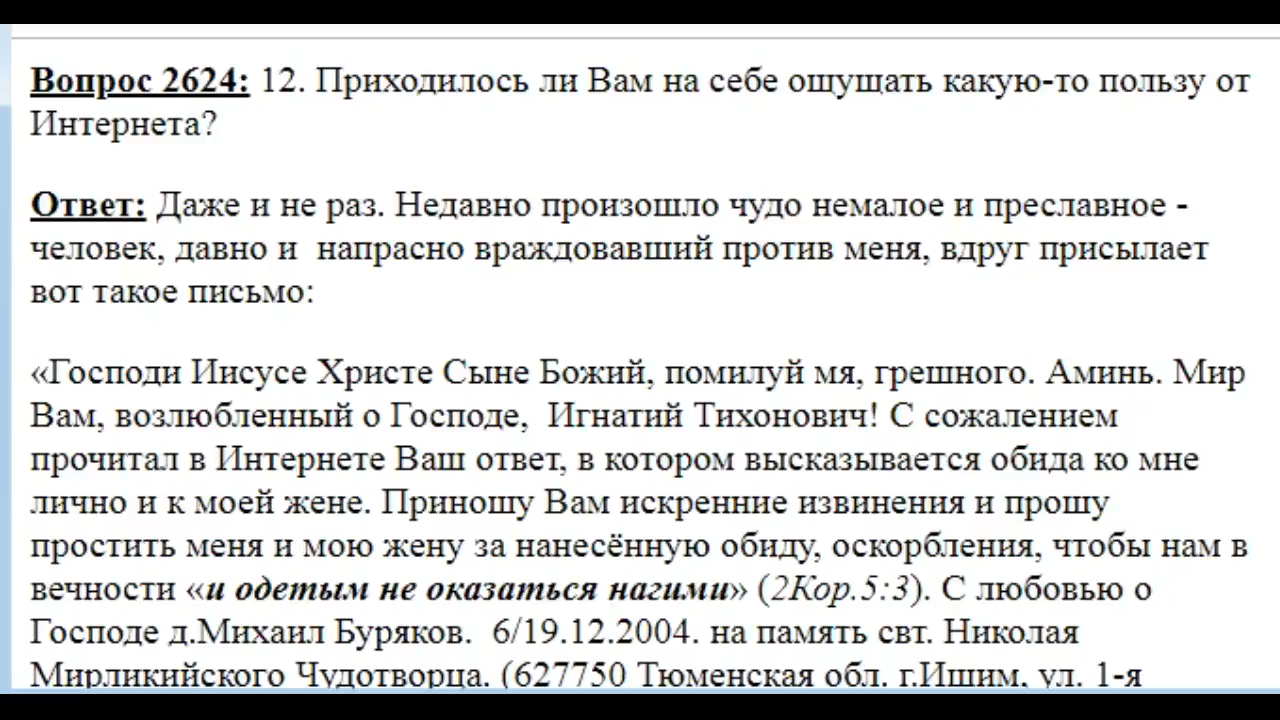 Вопрос 2624: 12. Приходилось ли Вам на себе ощущать какую-то пользу от
Интернета?
Ответ: Даже и не раз. Недавно произошло чудо немалое и преславное -
человек, давно и  напрасно враждовавший против меня, вдруг присылает
вот такое письмо:
«Господи Иисусе Христе Сыне Божий, помилуй мя, грешного. Аминь. Мир
Вам, возлюбленный о Господе,  Игнатий Тихонович! С сожалением
прочитал в Интернете Ваш ответ, в котором высказывается обида ко мне
лично и к моей жене. Приношу Вам искренние извинения и прошу
простить меня и мою жену за нанесённую обиду, оскорбления, чтобы нам в
вечности «и одетым не оказаться нагими» (2Кор.5:3). С любовью о
Господе д.Михаил Буряков.  6/19.12.2004. на память свт. Николая
Мирликийского Чудотворца. (627750 Тюменская обл. г.Ишим, ул. 1-я